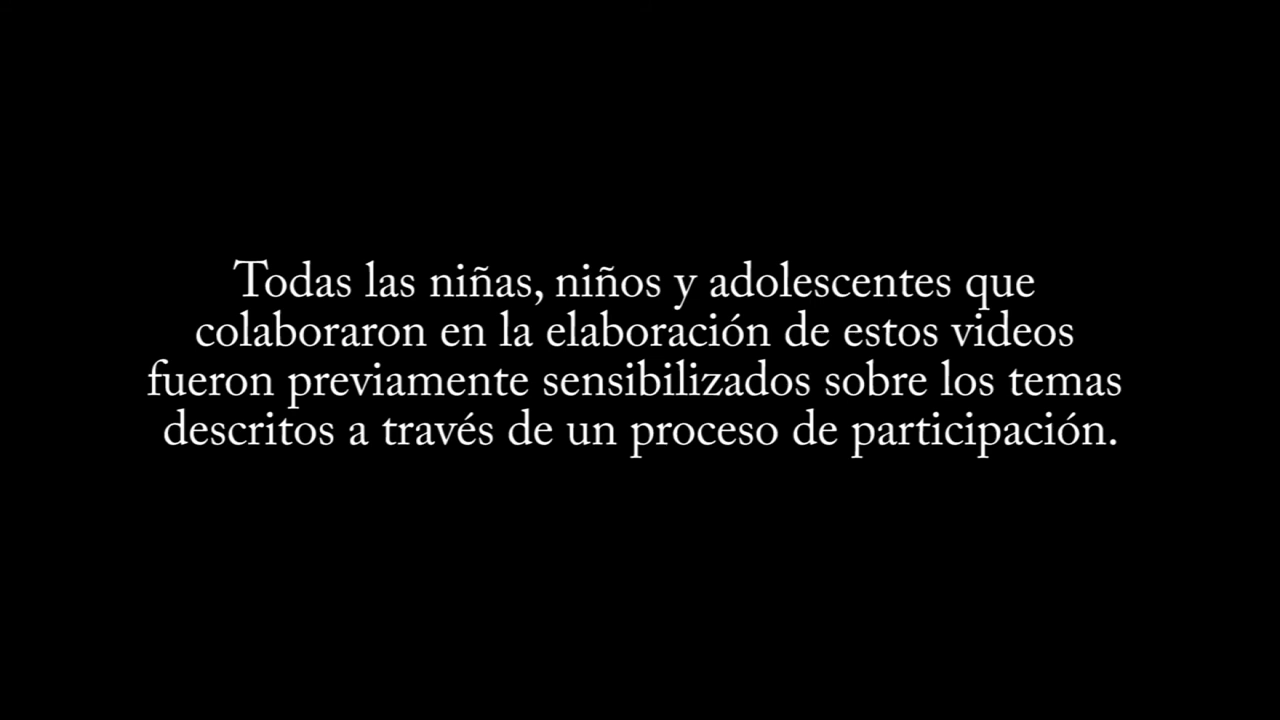 Todas las niñas, niños y adolescentes que
colaboraron en la elaboración de estos videos
fueron previamente sensibilizados sobre los temas
descritos a través de un proceso de participación.